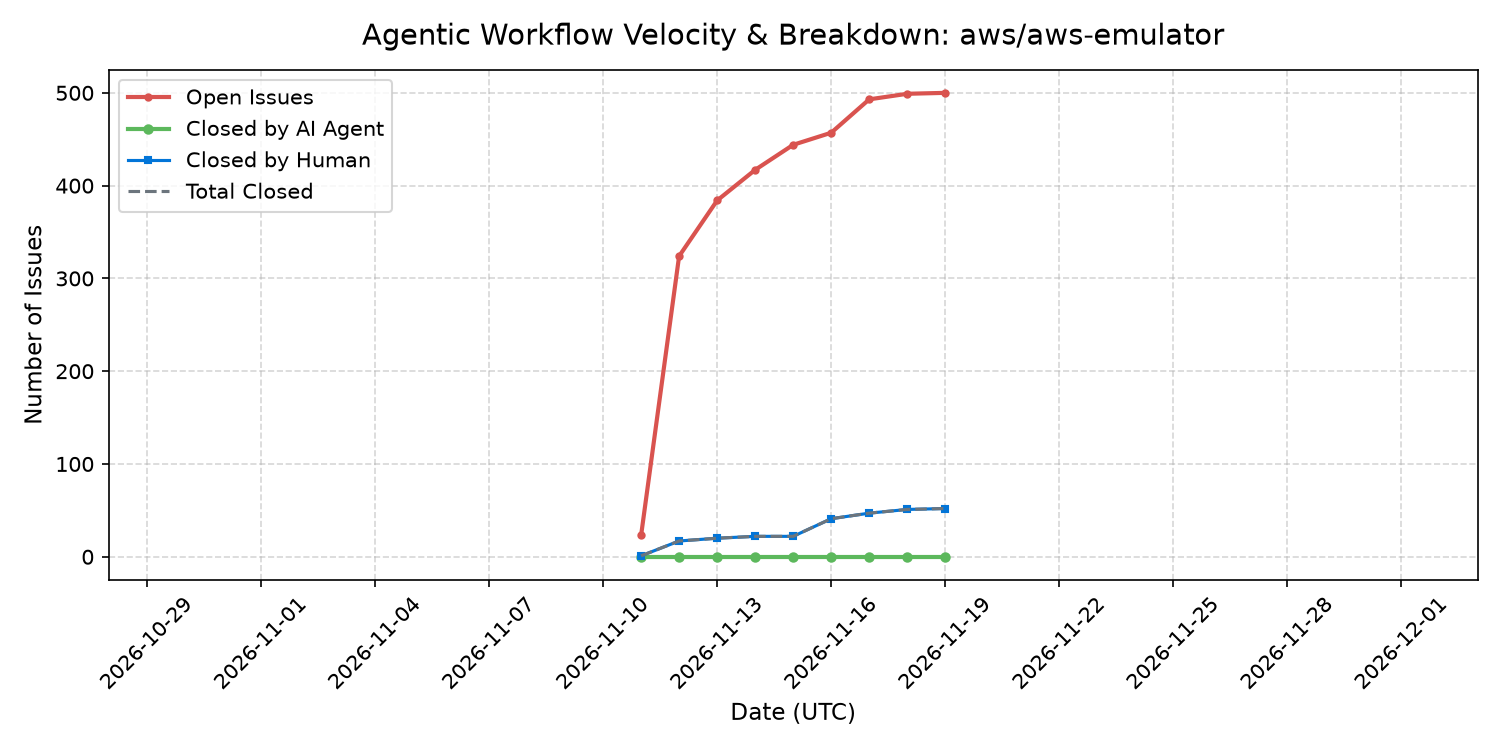 Agentic Workflow Velocity & Breakdown: aws/aws-emulator
Open Issues
Closed by AI Agent
Closed by Human
Total Closed
Number of Issues
500
400
300
200
100
0
2026-10-29
2026-11-01
2026-11-04
2026-11-07
2026-11-10
2026-11-13
2026-11-16
2026-11-19
2026-11-22
2026-11-25
2026-11-28
2026-12-01
Date (UTC)